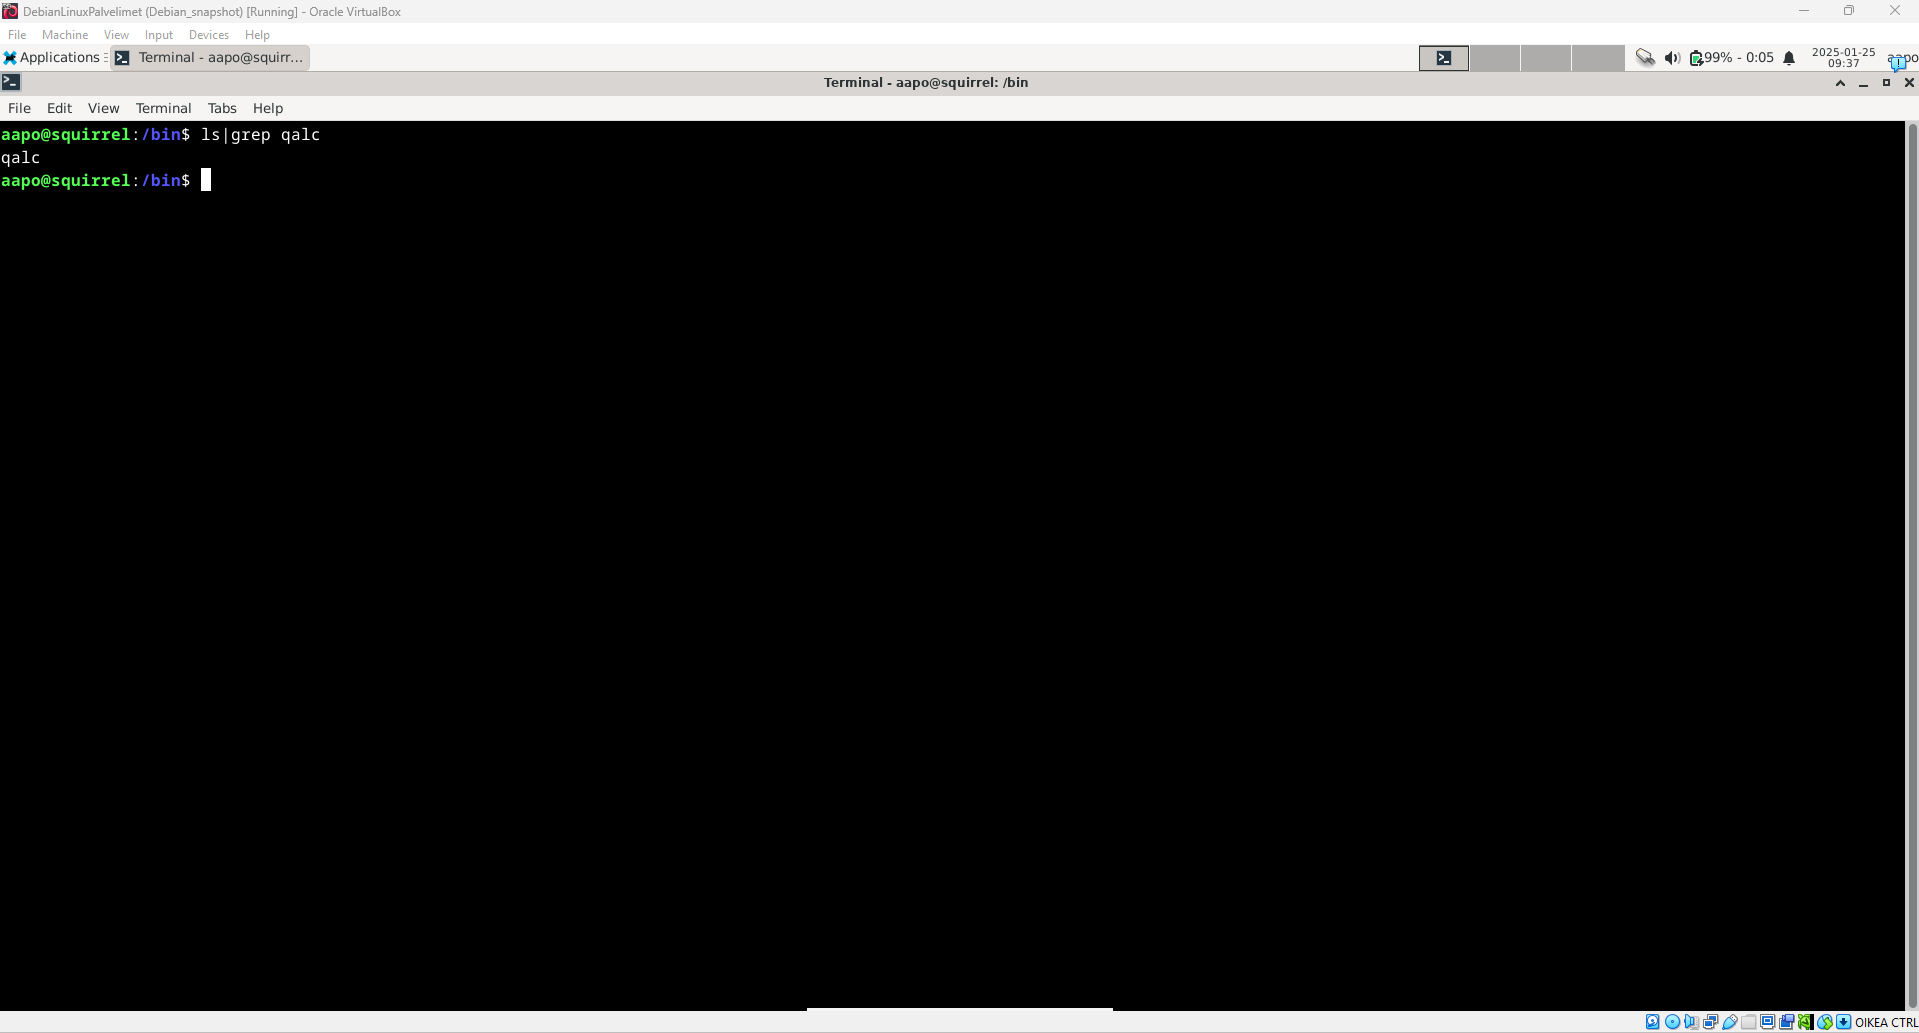 DebianLinuxPalvelimet (Debian_snapshot) [Running] - Oracle VirtualBox
File Machine View Input Devices Help
Applications Terminal - aapo@squirr... 99% - 0:05 2025-01-25
09:37
Terminal - aapo@squirrel: /bin
File Edit View Terminal Tabs Help
aapo@squirrel:/bin$ ls|grep qalc
qalc
aapo@squirrel:/bin$
OIKEA CTRL